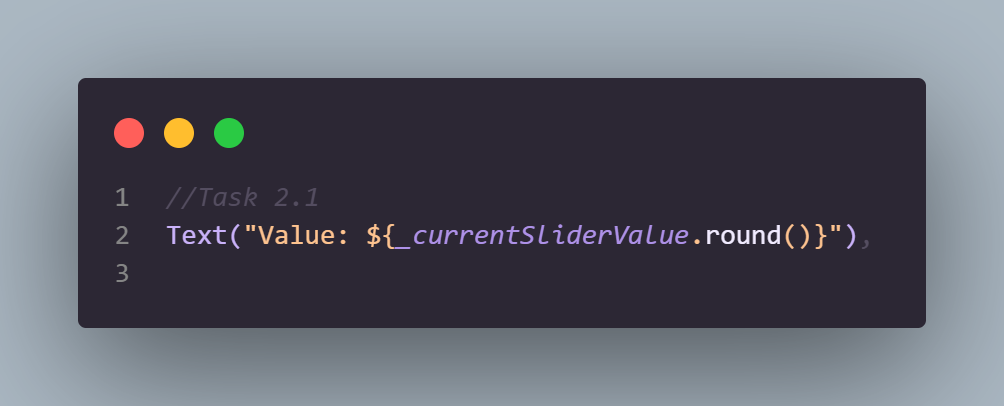 1 //Task 2.1
2 Text("Value: ${_currentSliderValue.round()}"),
3